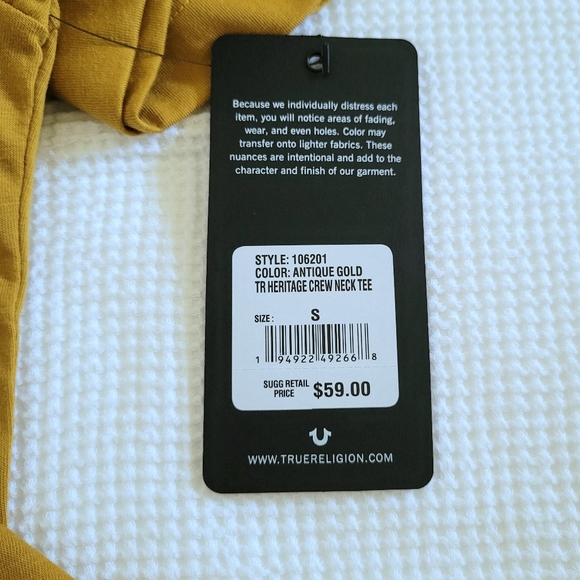 Because we individually distress each
item, you will notice areas of fading,
wear, and even holes. Color may
transfer onto lighter fabrics. These
nuances are intentional and add to the
character and finish of our garment.
STYLE: 106201
COLOR: ANTIQUE GOLD
TR HERITAGE CREW NECK TEE
SIZE: S
1 94922 49266 8
SUGG RETAIL
PRICE $59.00
WWW.TRUERELIGION.COM